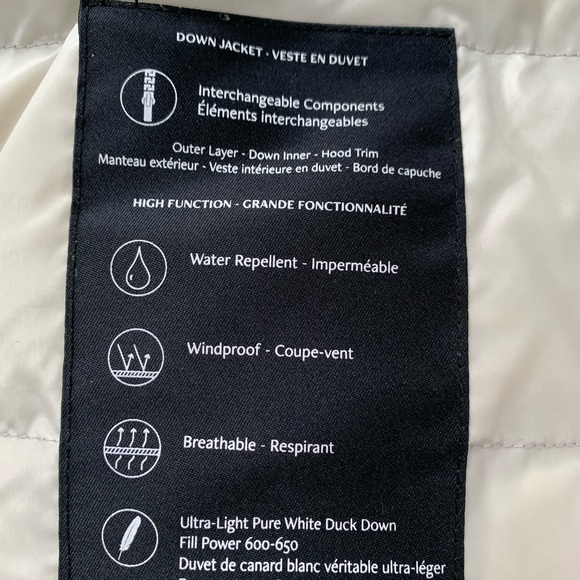 DOWN JACKET - VESTE EN DUVET
Interchangeable Components
Éléments interchangeables
Outer Layer - Down Inner - Hood Trim
Manteau extérieur - Veste intérieure en duvet - Bord de capuche
HIGH FUNCTION - GRANDE FONCTIONNALITÉ
Water Repellent - Imperméable
Windproof - Coupe-vent
Breathable - Respirant
Ultra-Light Pure White Duck Down
Fill Power 600-650
Duvet de canard blanc véritable ultra-léger